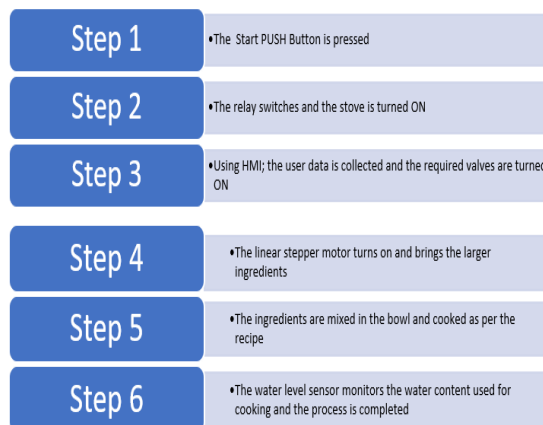 Step 1
•The Start PUSH Button is pressed
Step 2
•The relay switches and the stove is turned ON
Step 3
•Using HMI; the user data is collected and the required valves are turned
ON
Step 4
•The linear stepper motor turns on and brings the larger
ingredients
Step 5
•The ingredients are mixed in the bowl and cooked as per the
recipe
Step 6
•The water level sensor monitors the water content used for
cooking and the process is completed